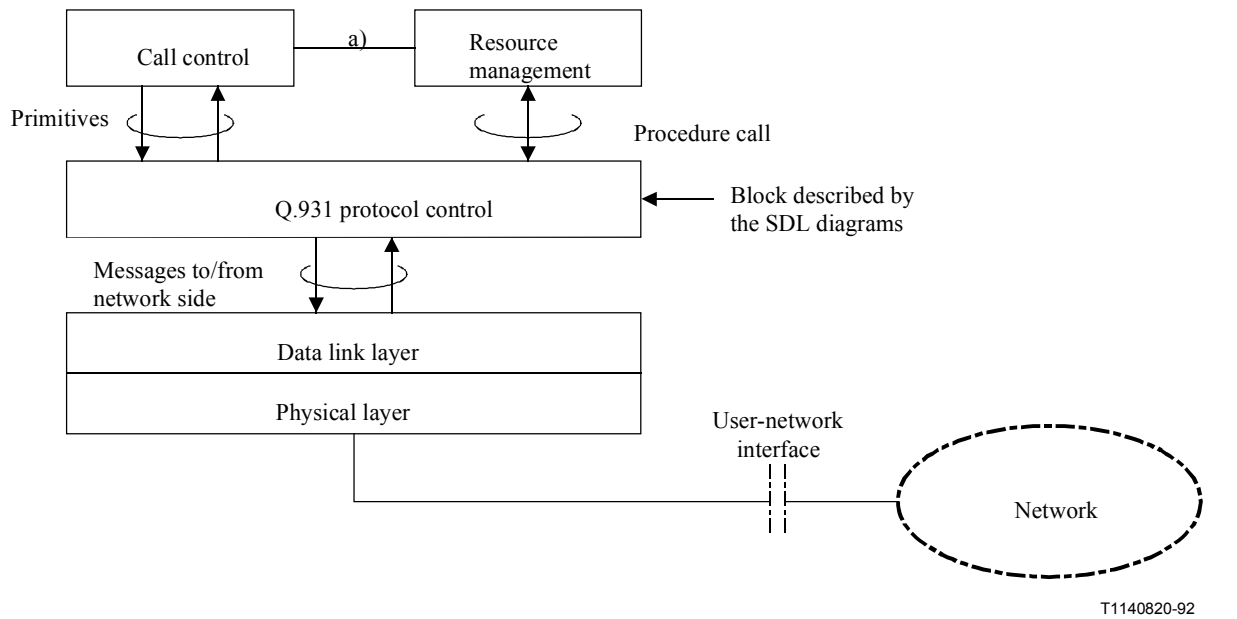 Call control
a)
Resource
management
Primitives
Procedure call
Q.931 protocol control
Block described by
the SDL diagrams
Messages to/from
network side
Data link layer
Physical layer
User-network
interface
Network
T1140820-92